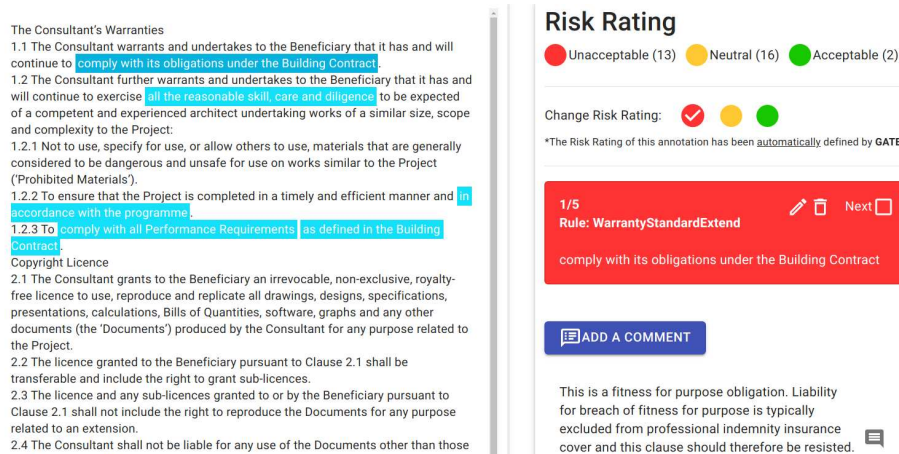 The Consultant's Warranties
1.1 The Consultant warrants and undertakes to the Beneficiary that it has and will
continue to comply with its obligations under the Building Contract.
1.2 The Consultant further warrants and undertakes to the Beneficiary that it has and
will continue to exercise all the reasonable skill, care and diligence to be expected
of a competent and experienced architect undertaking works of a similar size, scope
and complexity to the Project:
1.2.1 Not to use, specify for use, or allow others to use, materials that are generally
considered to be dangerous and unsafe for use on works similar to the Project
('Prohibited Materials').
1.2.2 To ensure that the Project is completed in a timely and efficient manner and in
accordance with the programme.
1.2.3 To comply with all Performance Requirements as defined in the Building
Contract.
Copyright Licence
2.1 The Consultant grants to the Beneficiary an irrevocable, non-exclusive, royalty-
free licence to use, reproduce and replicate all drawings, designs, specifications,
presentations, calculations, Bills of Quantities, software, graphs and any other
documents (the 'Documents') produced by the Consultant for any purpose related to
the Project.
2.2 The licence granted to the Beneficiary pursuant to Clause 2.1 shall be
transferable and include the right to grant sub-licences.
2.3 The licence and any sub-licences granted to or by the Beneficiary pursuant to
Clause 2.1 shall not include the right to reproduce the Documents for any purpose
related to an extension.
2.4 The Consultant shall not be liable for any use of the Documents other than those
Risk Rating
Unacceptable (13) Neutral (16) Acceptable (2)
Change Risk Rating:
*The Risk Rating of this annotation has been automatically defined by GATE
1/5 Next
Rule: WarrantyStandardExtend
comply with its obligations under the Building Contract
ADD A COMMENT
This is a fitness for purpose obligation. Liability
for breach of fitness for purpose is typically
excluded from professional indemnity insurance
cover and this clause should therefore be resisted.